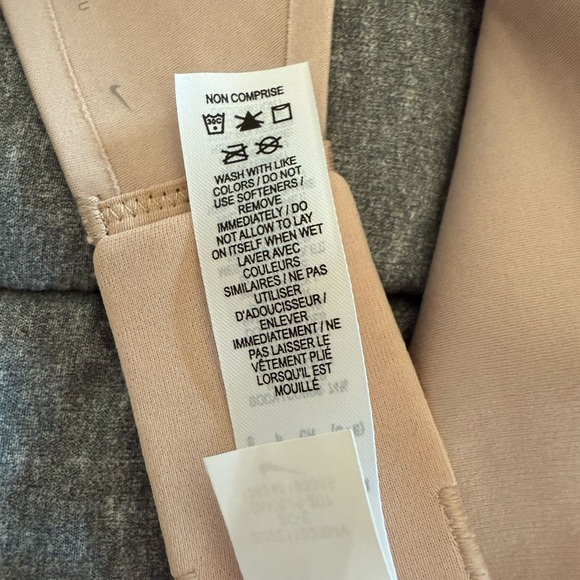 NON COMPRISE
30C
WASH WITH LIKE
COLORS / DO NOT
USE SOFTENERS /
REMOVE
IMMEDIATELY / DO
NOT ALLOW TO LAY
ON ITSELF WHEN WET
LAVER AVEC
COULEURS
SIMILAIRES / NE PAS
UTILISER
D'ADOUCISSEUR /
ENLEVER
IMMEDIATEMENT / NE
PAS LAISSER LE
VÊTEMENT PLIÉ
LORSQU'IL EST
MOUILLÉ